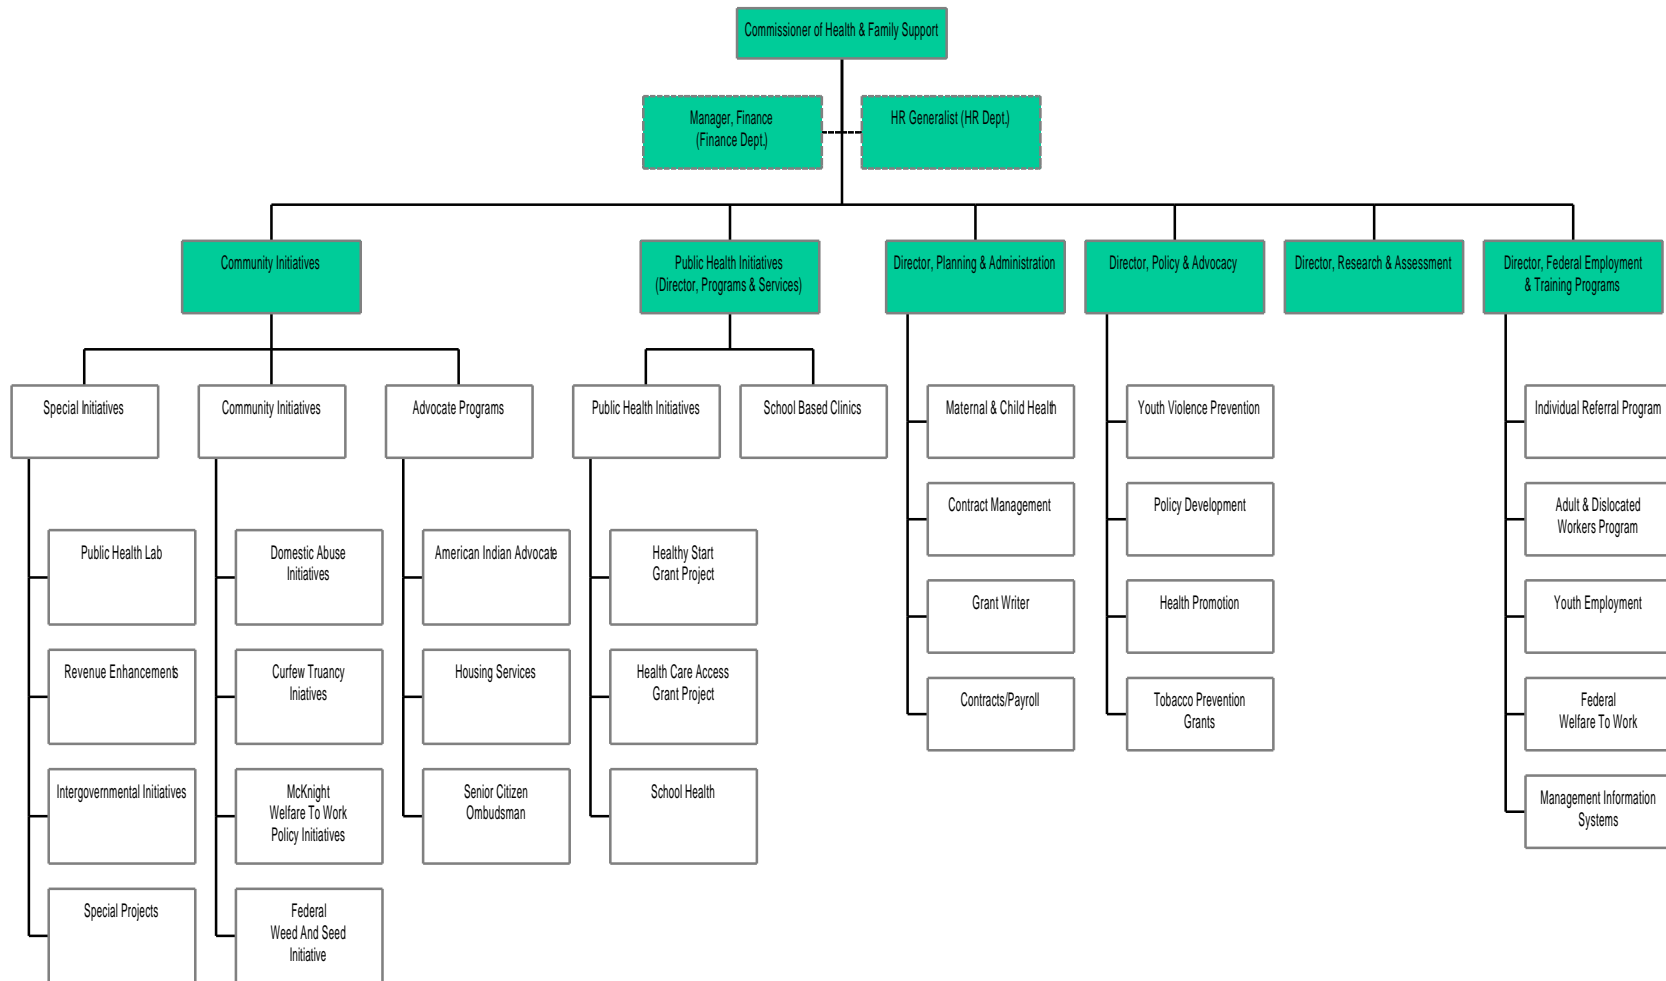 Commissioner of Health & Family Support
Manager, Finance
(Finance Dept.)
HR Generalist (HR Dept.)
Community Initiatives
Public Health Initiatives
(Director, Programs & Services)
Director, Planning & Administration
Director, Policy & Advocacy
Director, Research & Assessment
Director, Federal Employment
& Training Programs
Special Initiatives
Community Initiatives
Advocate Programs
Public Health Initiatives
School Based Clinics
Maternal & Child Health
Youth Violence Prevention
Individual Referral Program
Contract Management
Policy Development
Adult & Dislocated
Workers Program
Public Health Lab
Domestic Abuse
Initiatives
American Indian Advocate
Healthy Start
Grant Project
Grant Writer
Health Promotion
Youth Employment
Revenue Enhancements
Curfew Truancy
Iniatives
Housing Services
Health Care Access
Grant Project
Contracts/Payroll
Tobacco Prevention
Grants
Federal
Welfare To Work
Intergovernmental Initiatives
McKnight
Welfare To Work
Policy Initiatives
Senior Citizen
Ombudsman
School Health
Management Information
Systems
Special Projects
Federal
Weed And Seed
Initiative